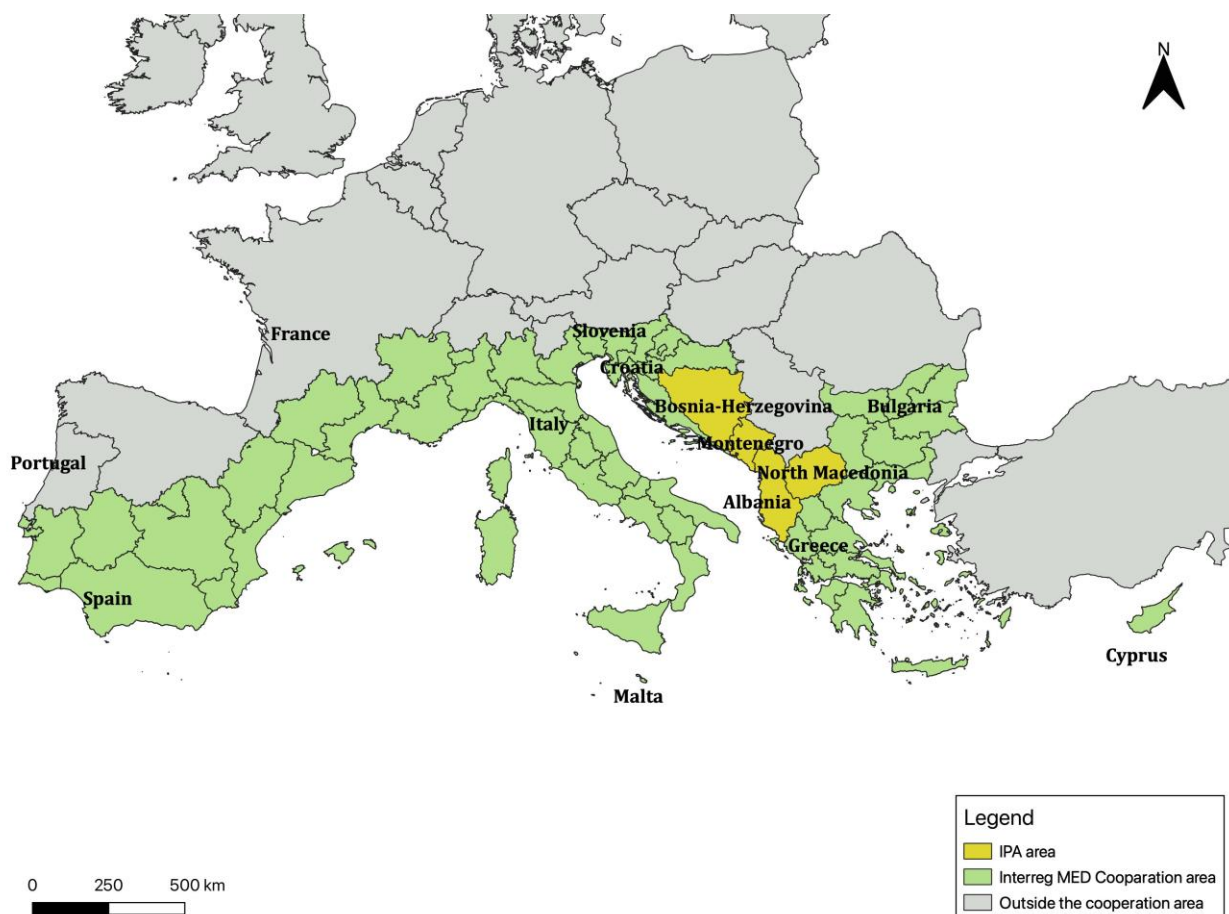 N
Slovenia
France
Croatia
Bosnia-Herzegovina
Bulgaria
Italy
Montenegro
Portugal
North Macedonia
Albania
Greece
Spain
Cyprus
Malta
Legend
IPA area
Interreg MED Cooparation area
Outside the cooperation area
0 250 500 km